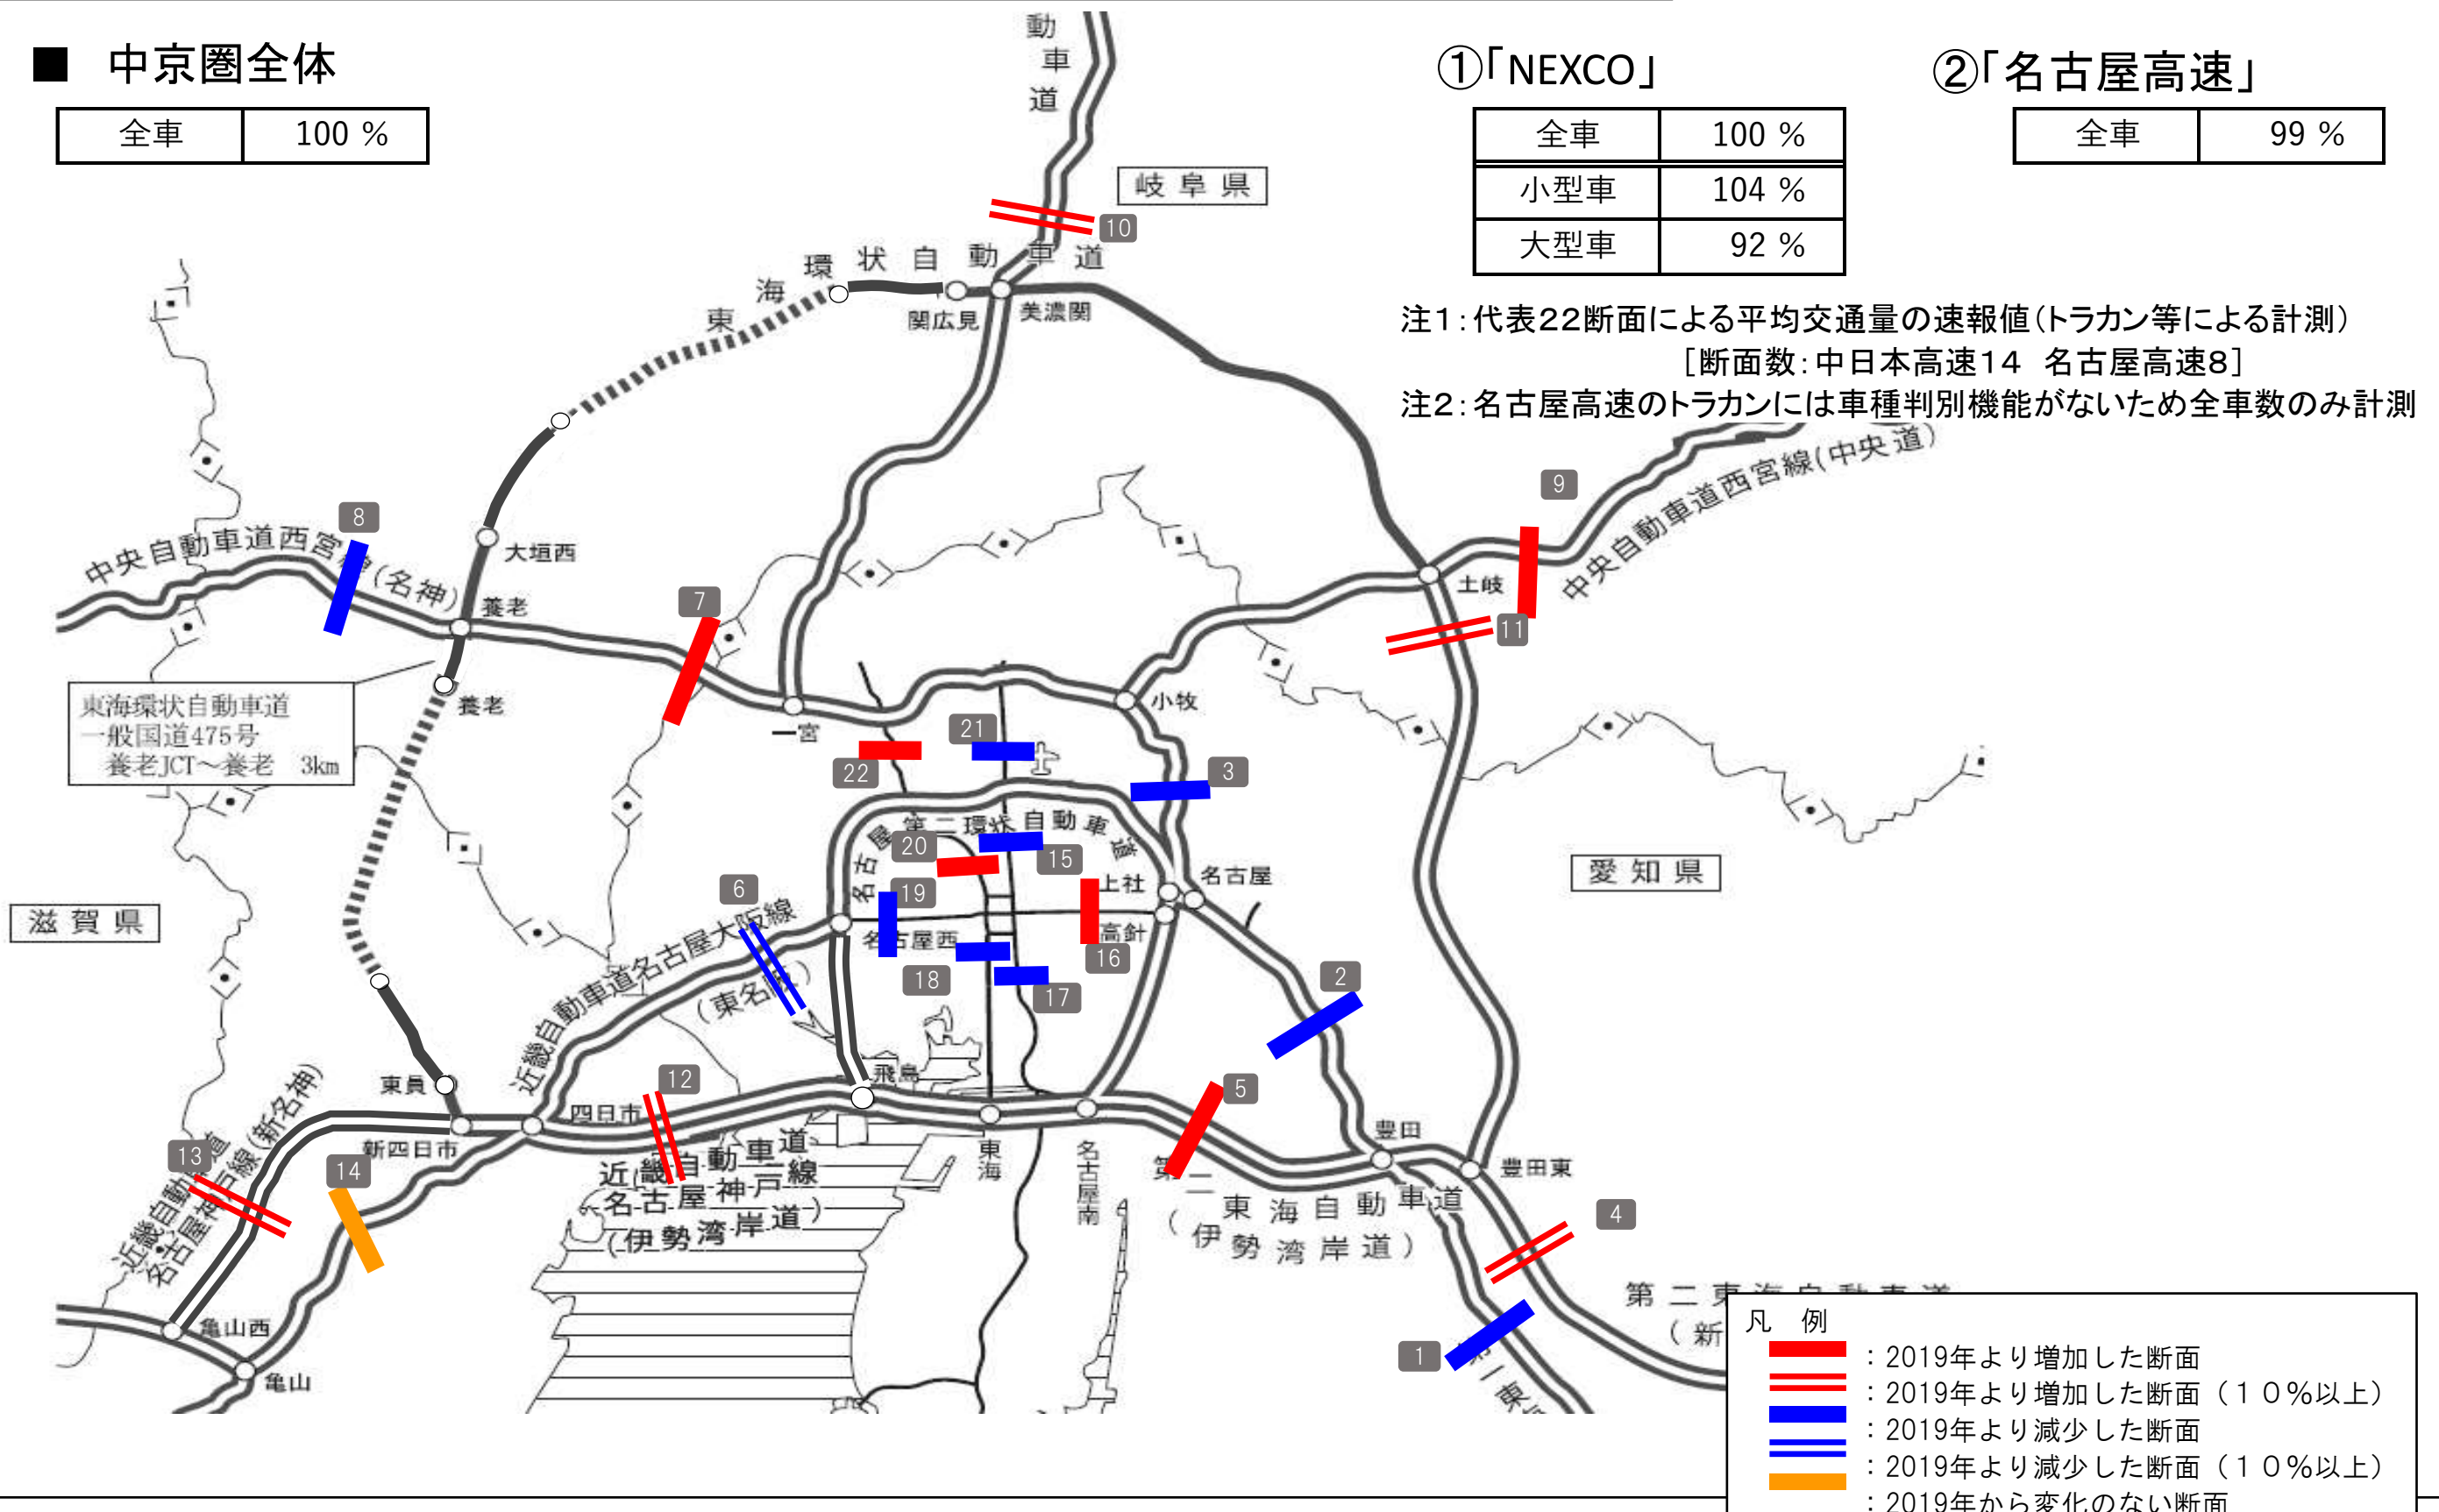 ■ 中京圏全体
全車 100 %
①「NEXCO」
全車 100 %
小型車 104 %
大型車 92 %
②「名古屋高速」
全車 99 %
注1：代表22断面による平均交通量の速報値（トラカン等による計測）
［断面数：中日本高速14 名古屋高速8］
注2：名古屋高速のトラカンには車種判別機能がないため全車数のみ計測
動車道
岐阜県
10
東海環状自動車道
関広見
美濃関
9
中央自動車道西宮線（中央道）
8
中央自動車道西宮線（名神）
大垣西
養老
7
土岐
11
東海環状自動車道
一般国道475号
養老JCT～養老 3km
養老
一宮
小牧
21
22
3
名古屋第二環状自動車道
20
15
上社
名古屋
愛知県
滋賀県
6
19
名古屋西
高針
16
近畿自動車道名古屋大阪線
（東名阪）
18
17
2
飛島
東員
12
5
四日市
新四日市
13
14
近畿自動車道
名古屋神戸線（新名神）
近畿自動車道
名古屋神戸線
（伊勢湾岸道）
東海
名古屋南
豊田
豊田東
第二東海自動車道
（伊勢湾岸道）
4
第二東海自動車道
（新
1
第一東
亀山西
亀山
凡 例
：2019年より増加した断面
：2019年より増加した断面（１０％以上）
：2019年より減少した断面
：2019年より減少した断面（１０％以上）
：2019年から変化のない断面